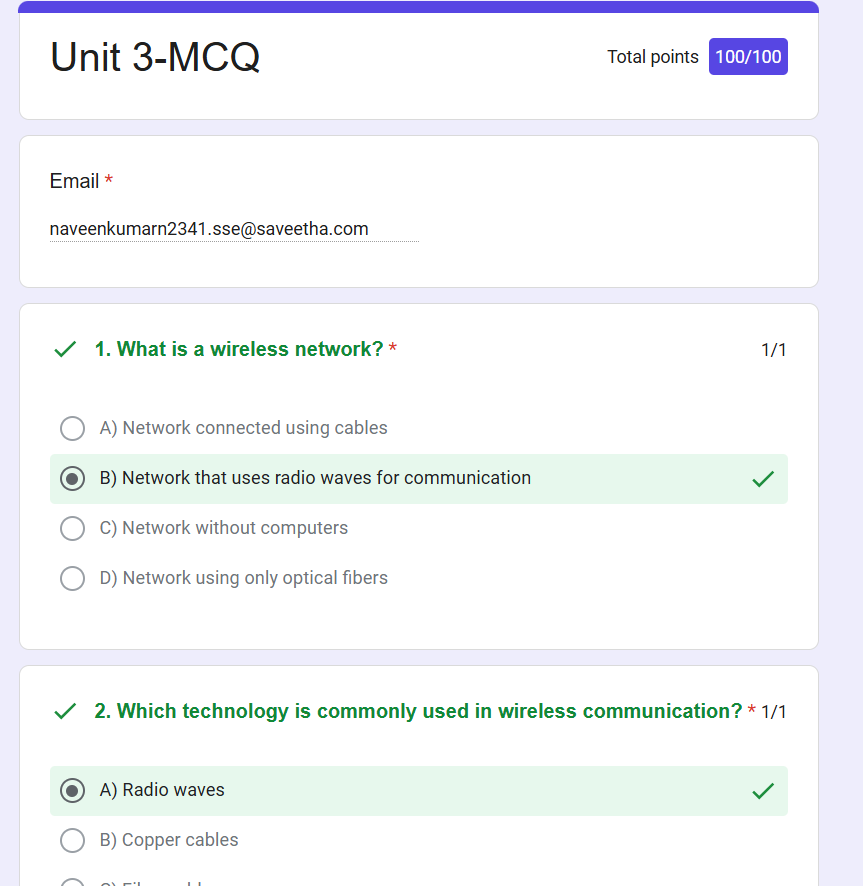 Unit 3-MCQ
Total points 100/100
Email *
naveenkumarn2341.sse@saveetha.com
1. What is a wireless network? * 1/1
A) Network connected using cables
B) Network that uses radio waves for communication
C) Network without computers
D) Network using only optical fibers
2. Which technology is commonly used in wireless communication? * 1/1
A) Radio waves
B) Copper cables